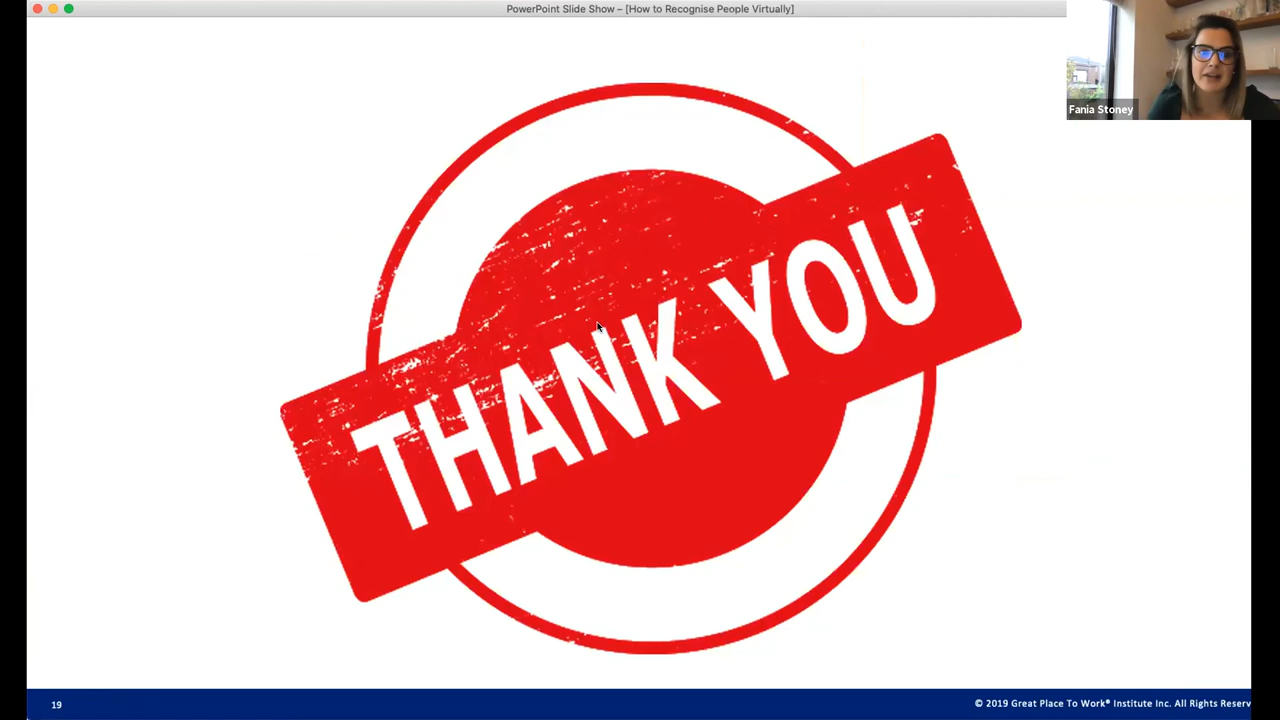 PowerPoint Slide Show – [How to Recognise People Virtually]
Fania Stoney
THANK YOU
19
© 2019 Great Place To Work® Institute Inc. All Rights Reserv